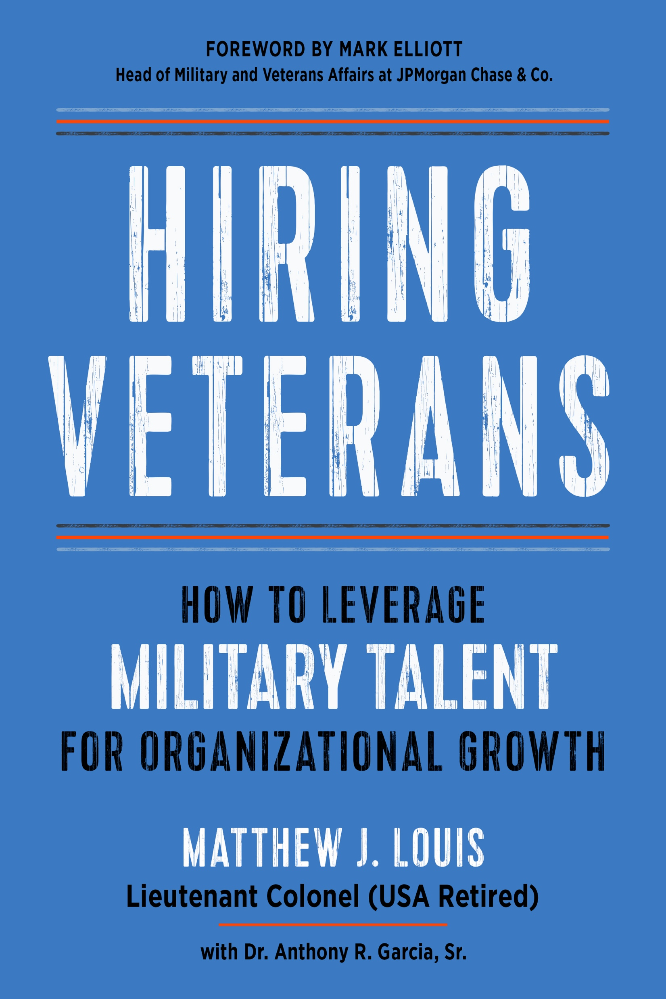 FOREWORD BY MARK ELLIOTT
Head of Military and Veterans Affairs at JPMorgan Chase & Co.
HIRING
VETERANS
HOW TO LEVERAGE
MILITARY TALENT
FOR ORGANIZATIONAL GROWTH
MATTHEW J. LOUIS
Lieutenant Colonel (USA Retired)
with Dr. Anthony R. Garcia, Sr.